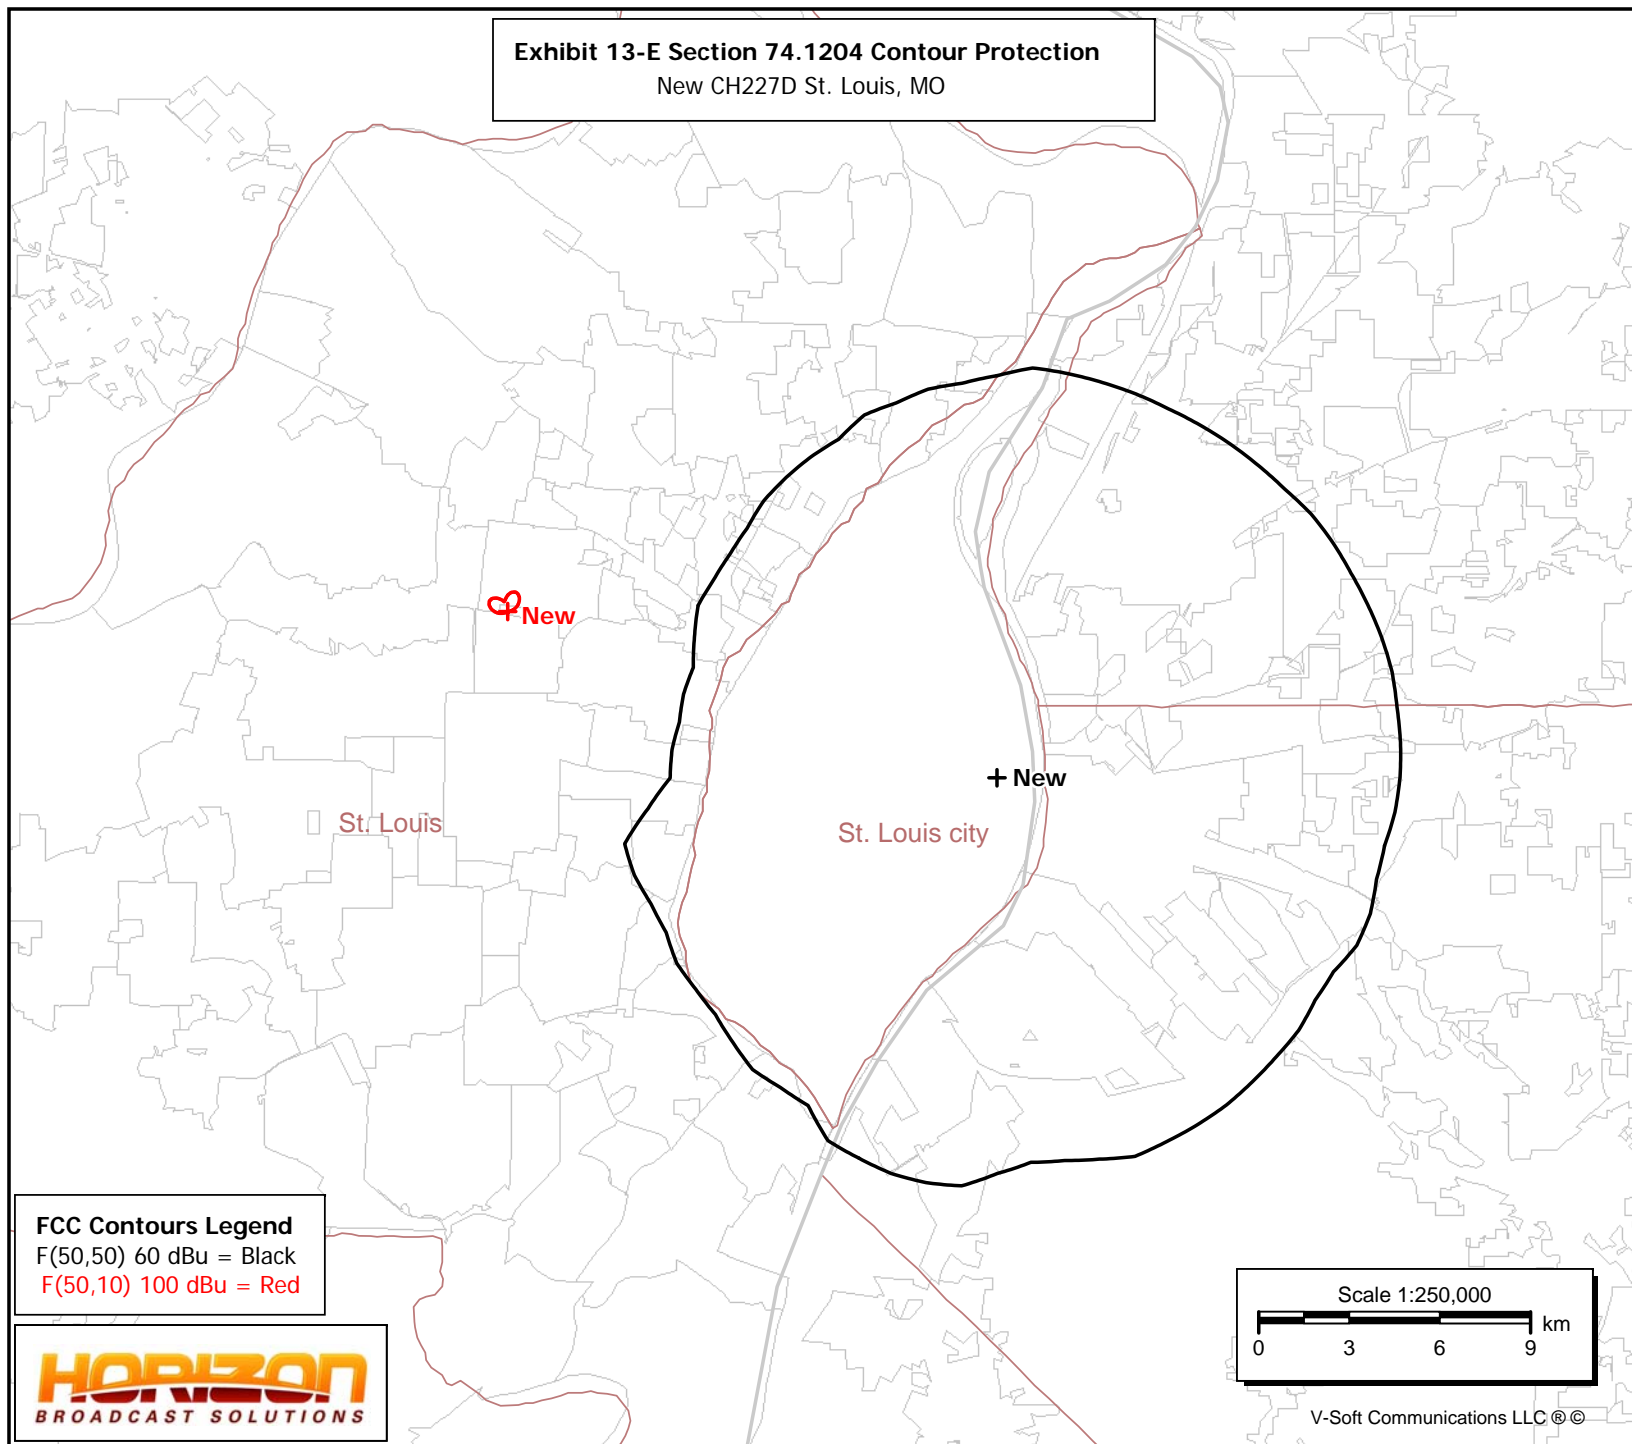 Exhibit 13-E Section 74.1204 Contour Protection
New CH227D St. Louis, MO
New
New
St. Louis
St. Louis city
FCC Contours Legend
F(50,50) 60 dBu = Black
F(50,10) 100 dBu = Red
HORIZON
BROADCAST SOLUTIONS
Scale 1:250,000
km
0 3 6 9
V-Soft Communications LLC ® ©